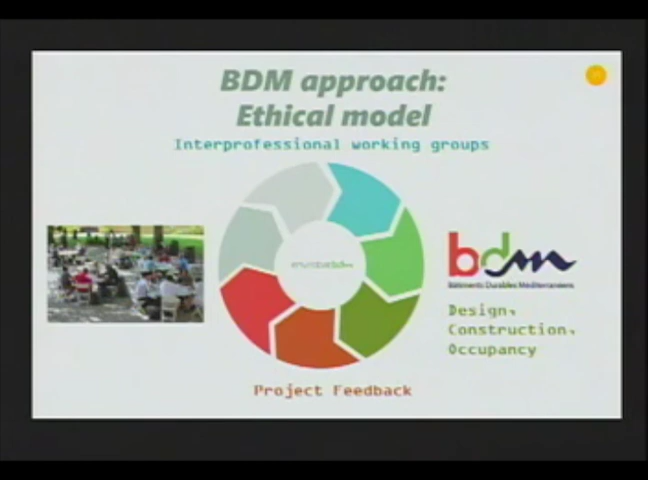 BDM approach:
Ethical model
Interprofessional working groups
bdm
Bâtiments Durables Méditerranéens
Design,
Construction,
Occupancy
Project Feedback